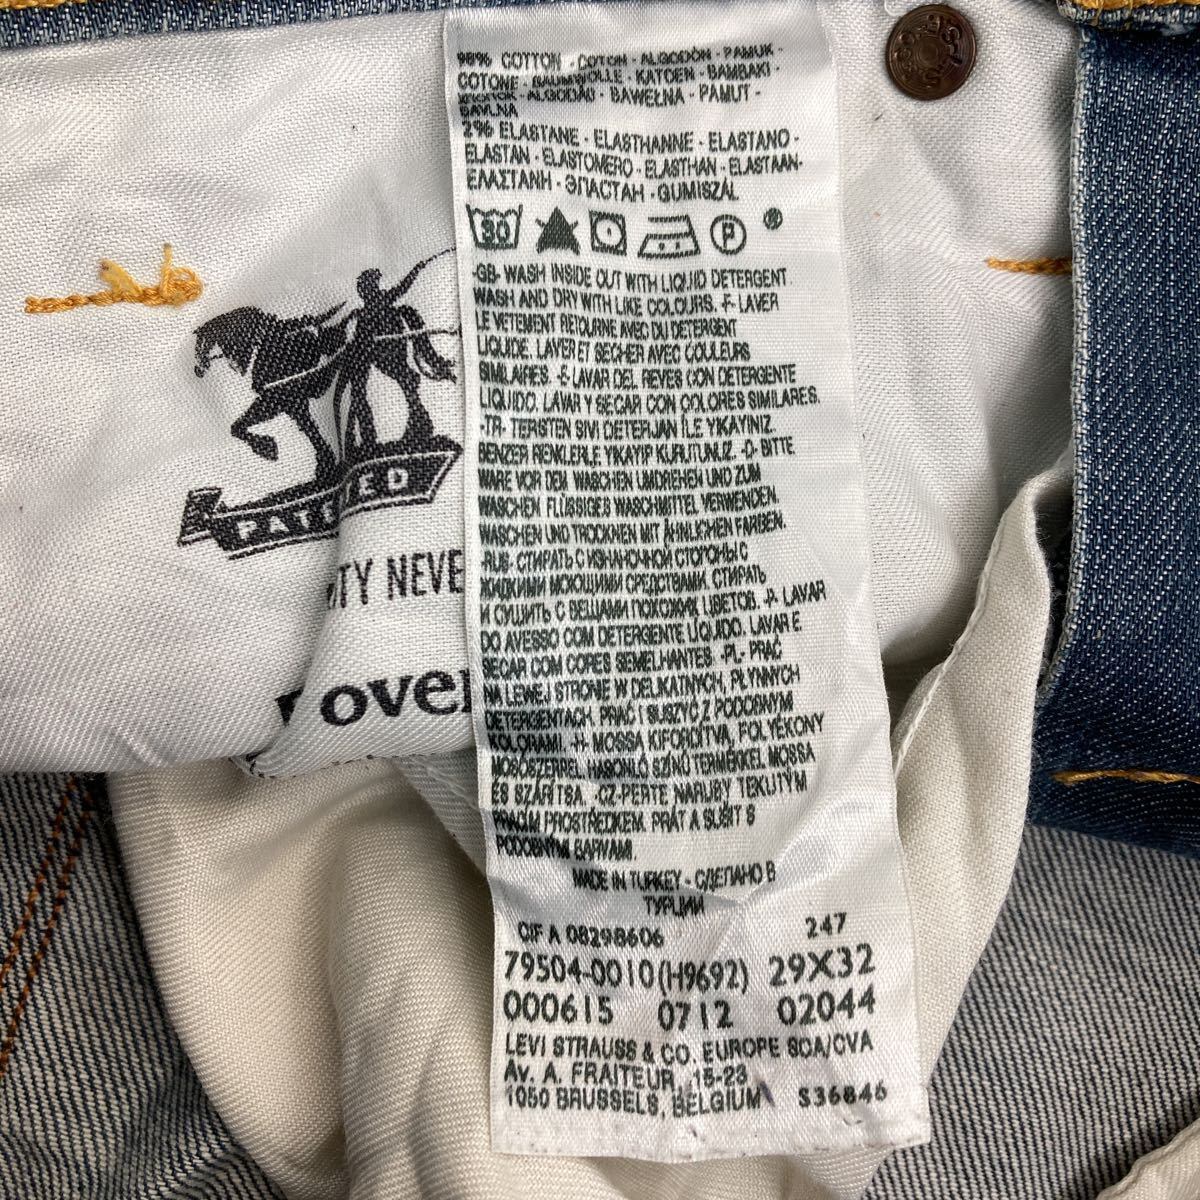 98% COTTON - COTON - ALGODÓN - PAMUK -
COTONE - BAUMWOLLE - KATOEN - BAMBAKI -
ХЛОПОК - ALGODÃO - BAWEŁNA - PAMUT -
BAVLNA
2% ELASTANE - ELASTHANNE - ELASTANO -
ELASTAN - ELASTOMERO - ELASTHAN - ELASTAAN-
ΕΛΑΣΤΑΝΗ - ЭЛАСТАН - GUMISZÁL
30 P ®
-GB- WASH INSIDE OUT WITH LIQUID DETERGENT
WASH AND DRY WITH LIKE COLOURS. -F- LAVER
LE VETEMENT RETOURNE AVEC DU DETERGENT
LIQUIDE. LAVER ET SECHER AVEC COULEURS
SIMILAIRES. -E- LAVAR DEL REVES CON DETERGENTE
LIQUIDO. LAVAR Y SECAR CON COLORES SIMILARES.
-TR- TERSTEN SIVI DETERJAN İLE YIKAYINIZ.
BENZER RENKLERLE YIKAYIP KURUTUNUZ. -D- BITTE
WARE VOR DEM WASCHEN UMDREHEN UND ZUM
WASCHEN FLÜSSIGES WASCHMITTEL VERWENDEN.
WASCHEN UND TROCKNEN MIT ÄHNLICHEN FARBEN.
-RUS- СТИРАТЬ С ИЗНАНОЧНОЙ СТОРОНЫ С
ЖИДКИМИ МОЮЩИМИ СРЕДСТВАМИ. СТИРАТЬ
И СУШИТЬ С ВЕЩАМИ ПОХОЖИХ ЦВЕТОВ. -P- LAVAR
DO AVESSO COM DETERGENTE LÍQUIDO. LAVAR E
SECAR COM CORES SEMELHANTES. -PL- PRAĆ
NA LEWEJ STRONIE W DELIKATNYCH, PŁYNNYCH
DETERGENTACH. PRAĆ I SUSZYĆ Z PODOBNYMI
KOLORAMI. -H- MOSSA KIFORDÍTVA, FOLYÉKONY
MOSÓSZERREL. HASONLÓ SZÍNŰ TERMÉKKEL MOSSA
ÉS SZÁRÍTSA. -CZ- PERTE NARUBY TEKUTÝM
PRACÍM PROSTŘEDKEM. PRÁT A SUŠIT S
PODOBNÝMI BARVAMI.
MADE IN TURKEY - СДЕЛАНО В
ТУРЦИИ
CIF A 08298606 247
79504-0010(H9692) 29X32
000615 0712 02044
LEVI STRAUSS & CO. EUROPE SCA/CVA
Av. A. FRAITEUR, 15-23
1050 BRUSSELS, BELGIUM S36846
PATENTED
ITY NEVE
over